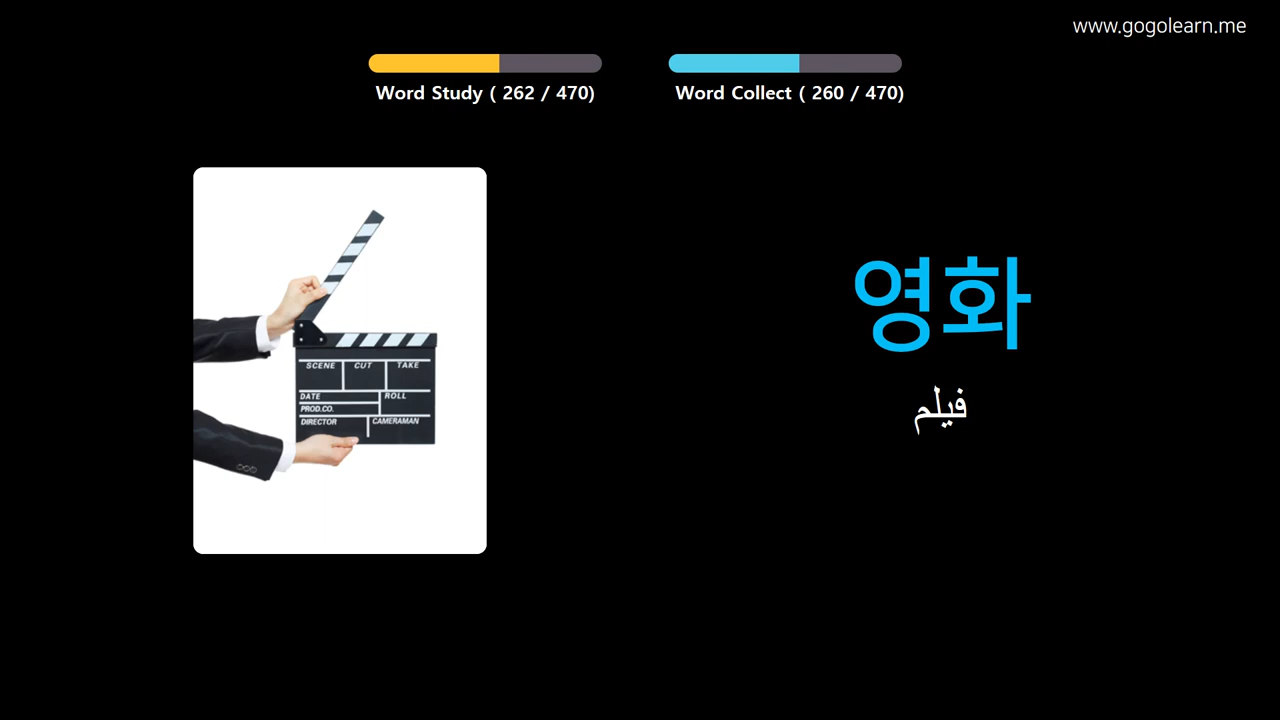 www.gogolearn.me
Word Study ( 262 / 470)
Word Collect ( 260 / 470)
SCENE CUT TAKE
DATE ROLL
PROD.CO.
DIRECTOR CAMERAMAN
영화
فيلم